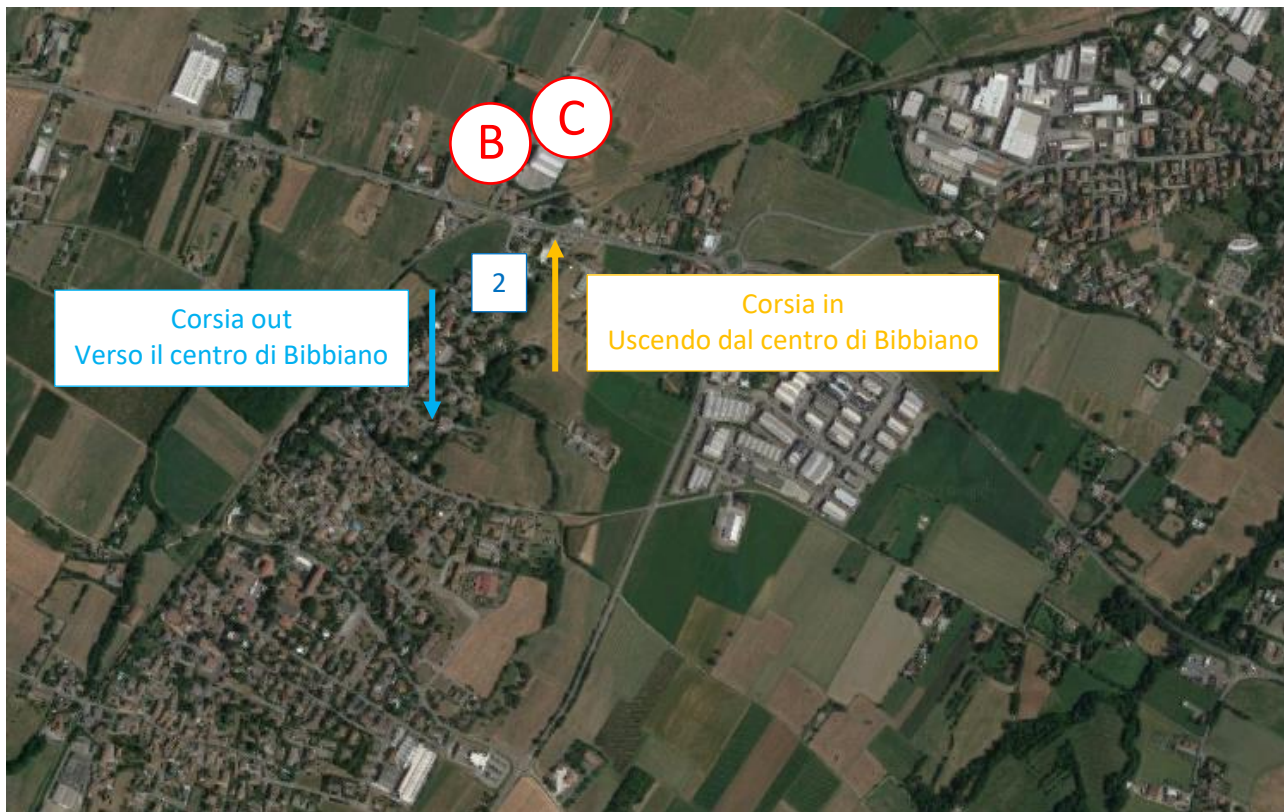 B
C
2
Corsia out
Verso il centro di Bibbiano
Corsia in
Uscendo dal centro di Bibbiano